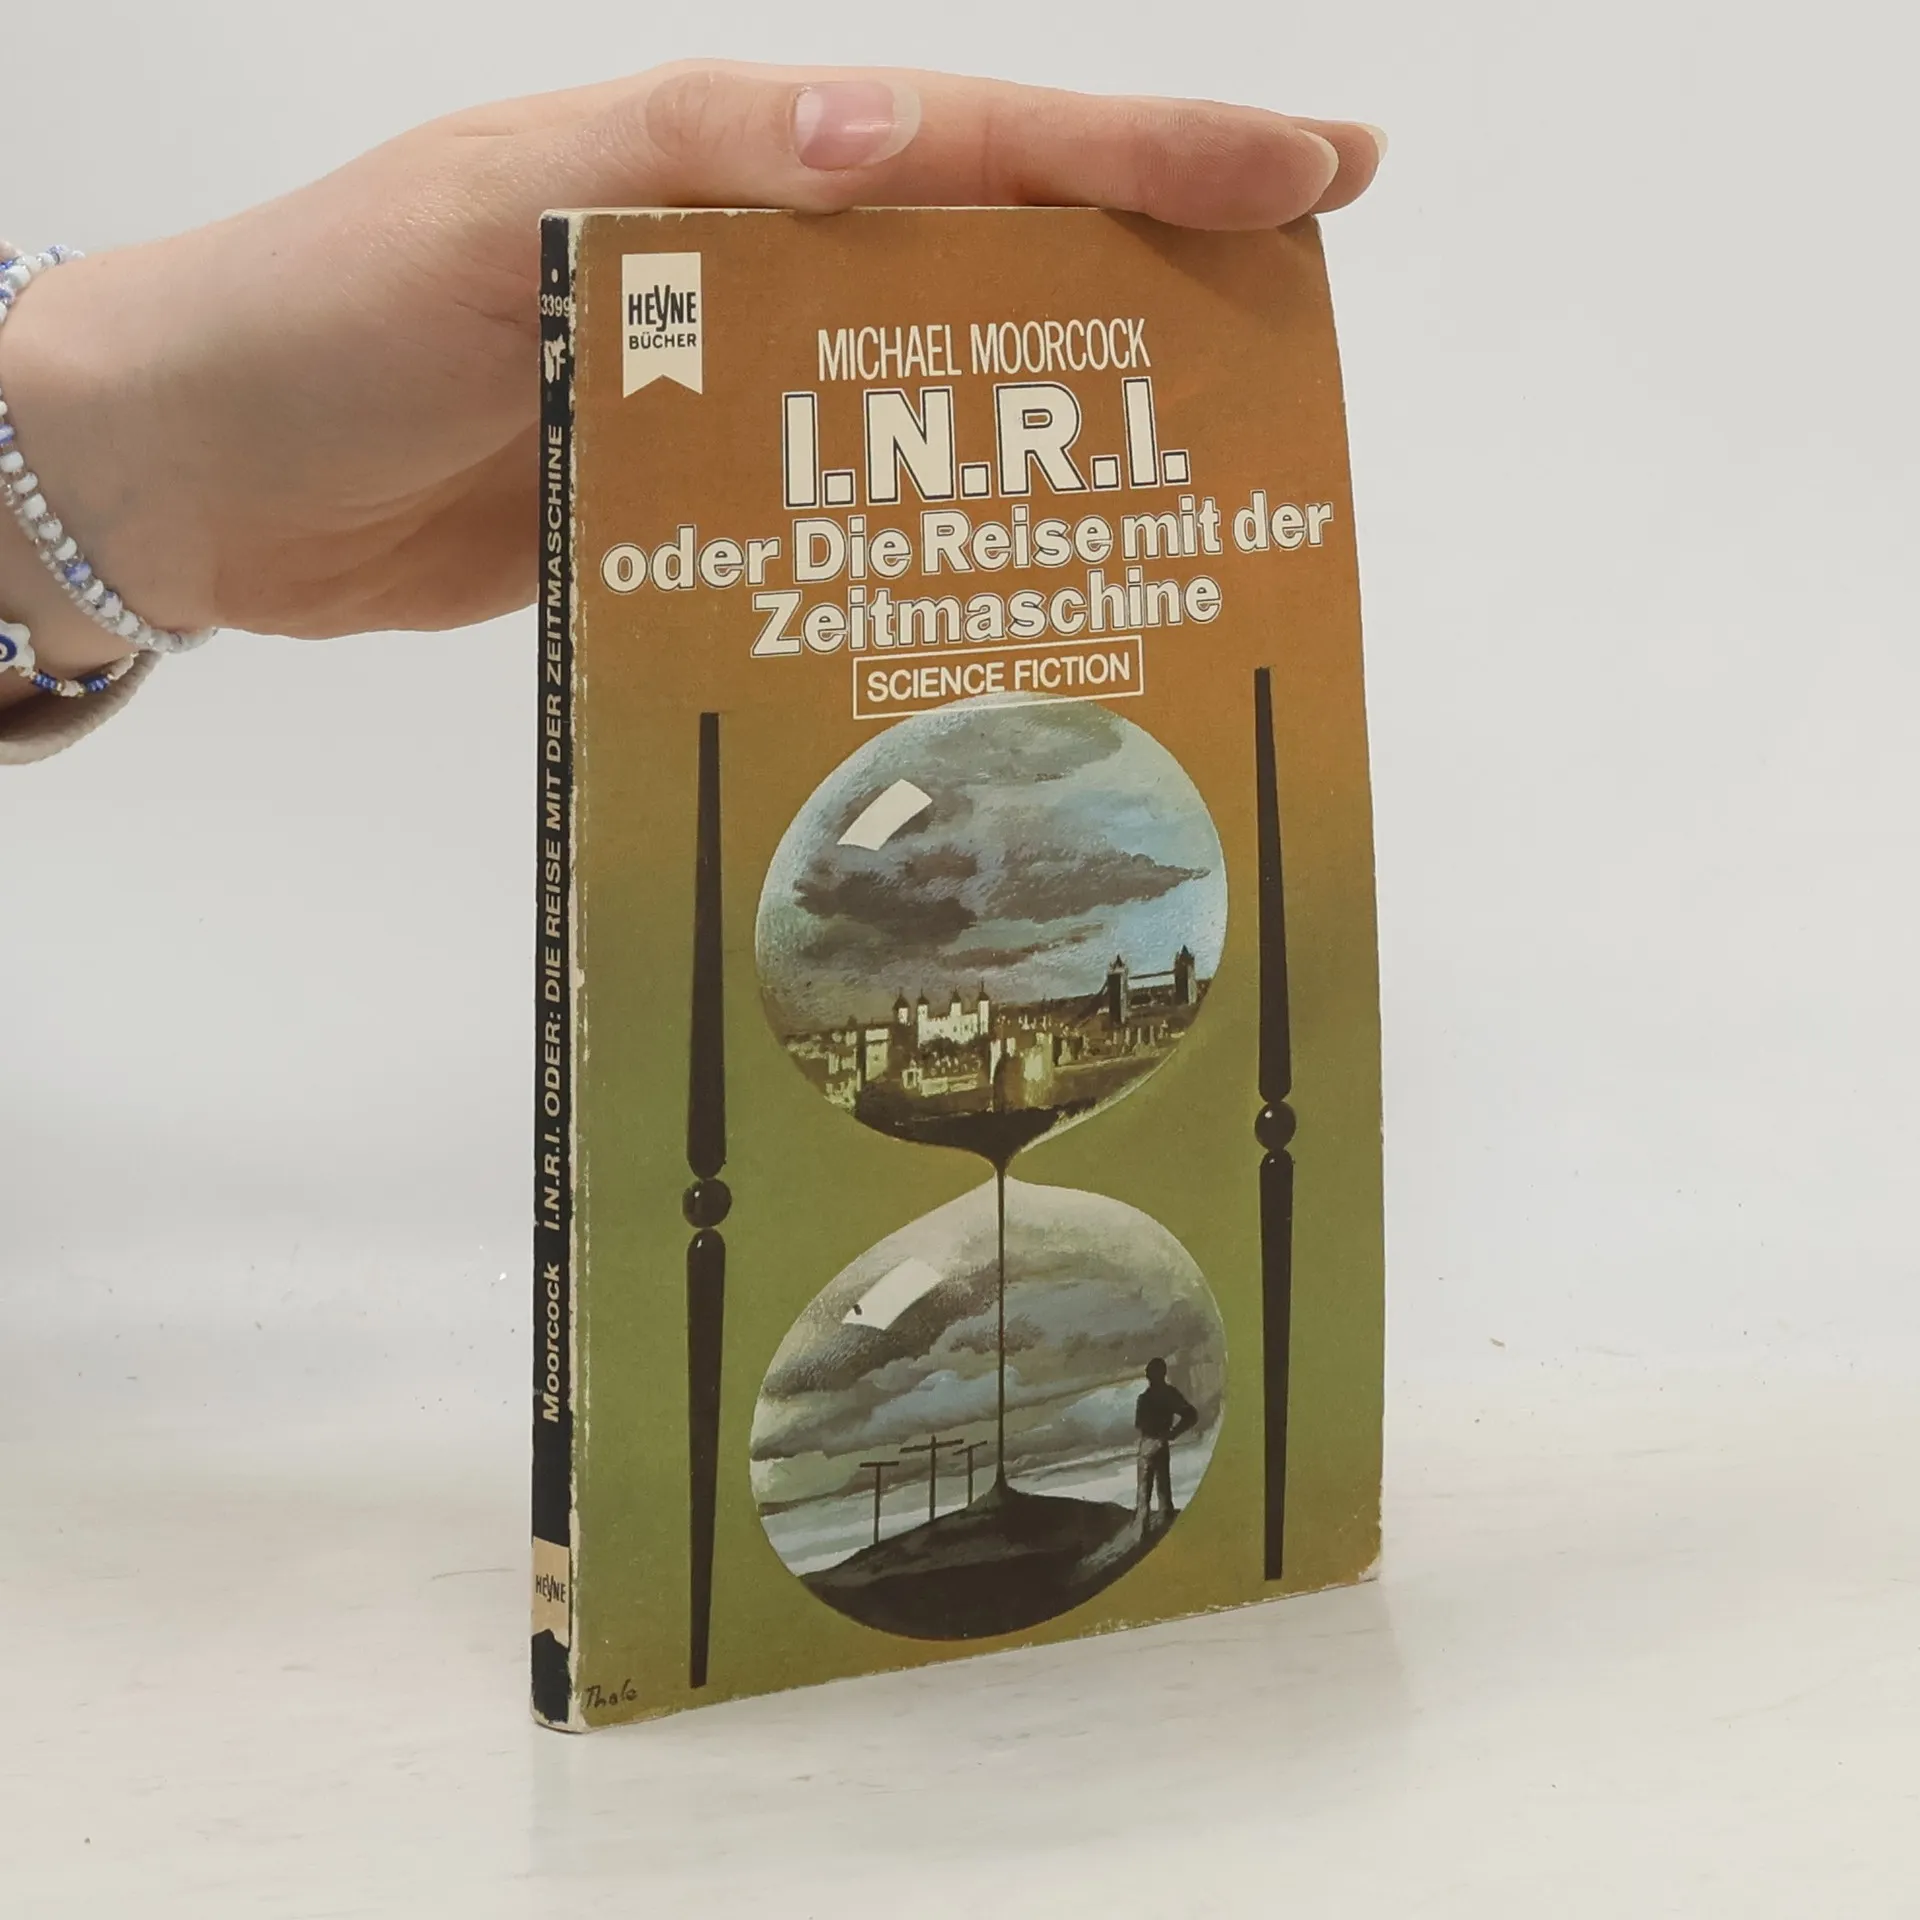 HEYNE
BÜCHER
MICHAEL MOORCOCK
I.N.R.I.
oder Die Reise mit der
Zeitmaschine
SCIENCE FICTION
Thole
3399
Moorcock I.N.R.I. ODER: DIE REISE MIT DER ZEITMASCHINE
HEYNE